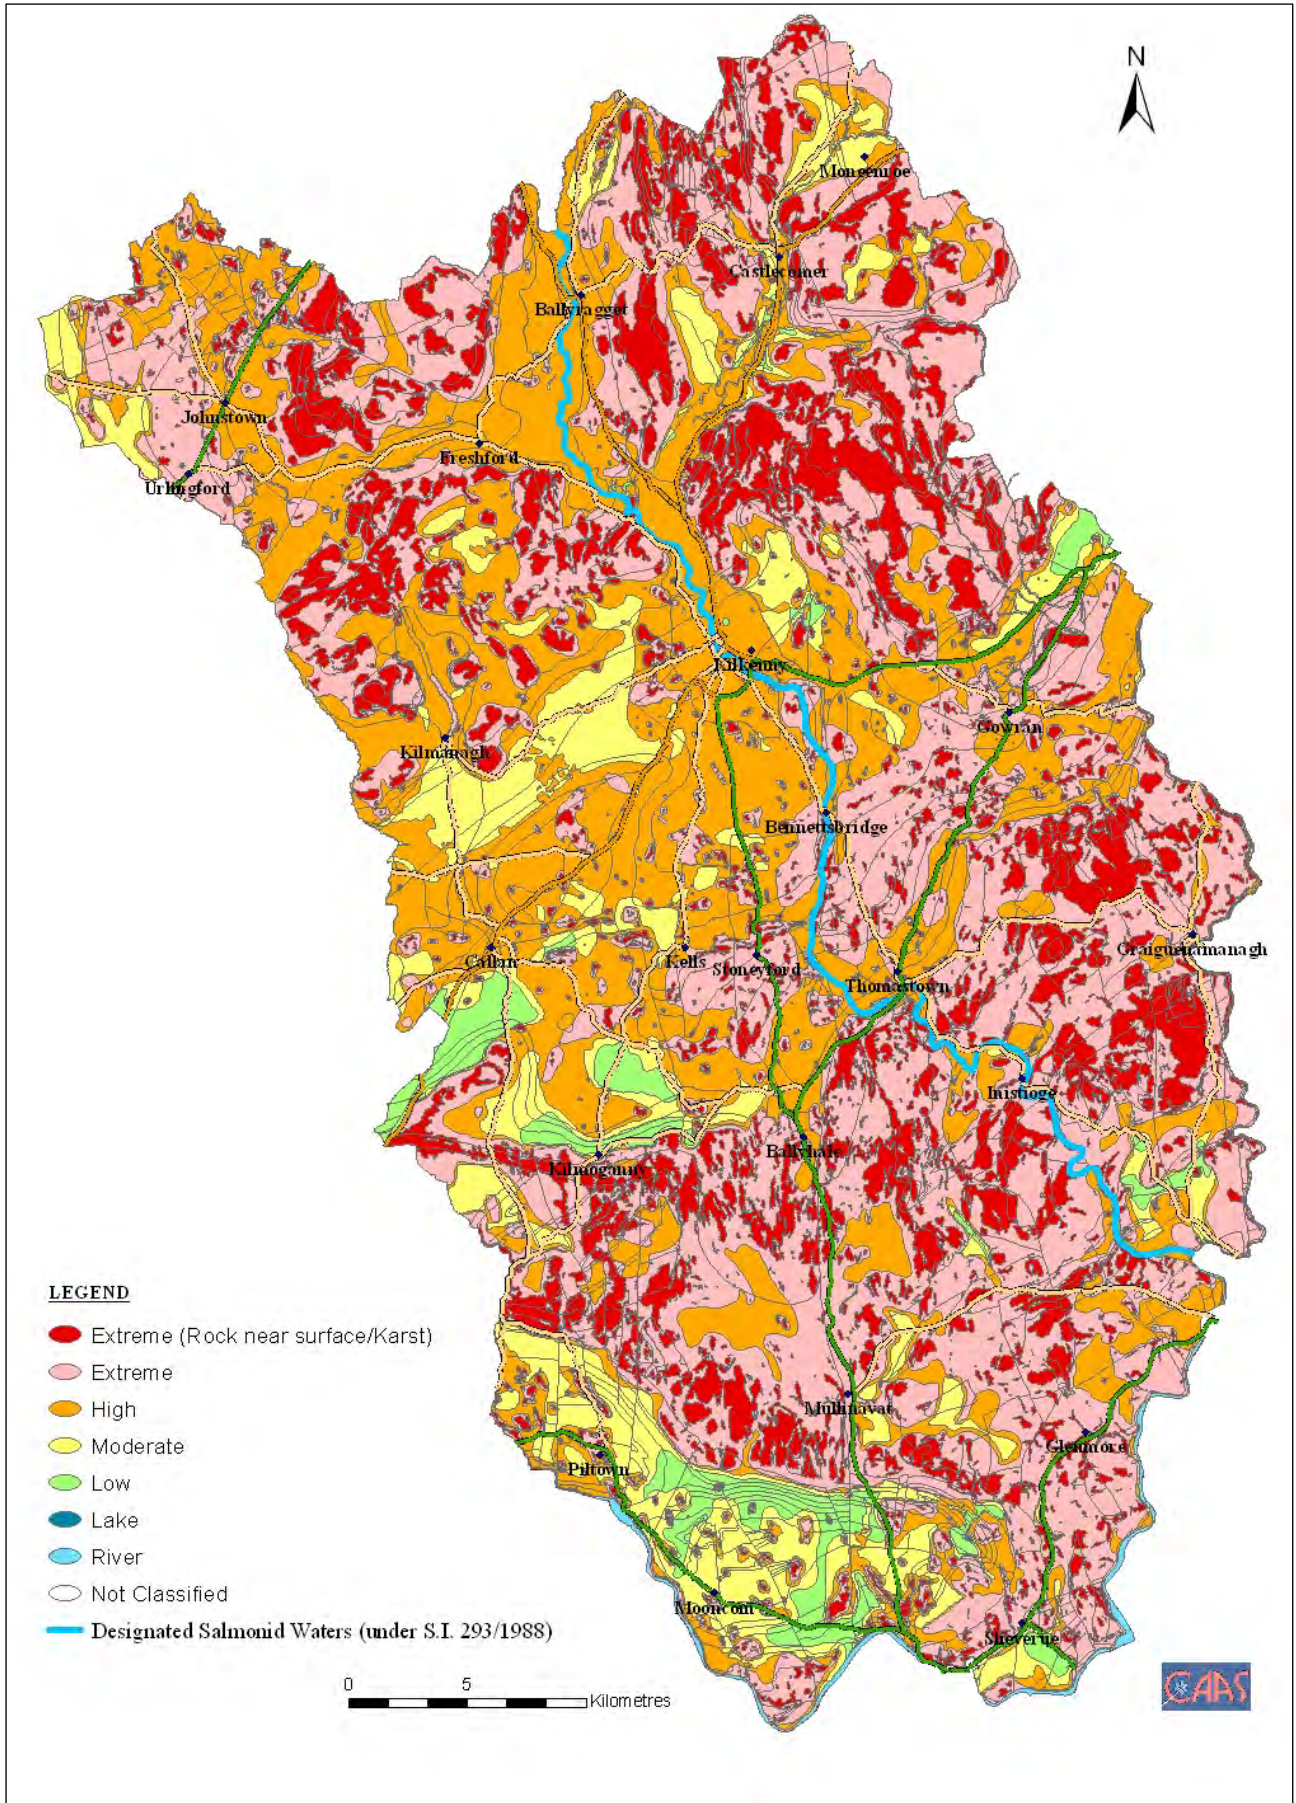 N
Moneenroe
Castlecomer
Ballyragget
Johnstown
Freshford
Urlingford
Kilkenny
Gowran
Kilmanagh
Bennettsbridge
Callan
Kells
Stoneyford
Graiguenamanagh
Thomastown
Inistioge
Ballyhale
Kilmoganny
LEGEND
Extreme (Rock near surface/Karst)
Extreme
High
Moderate
Low
Lake
River
Not Classified
Designated Salmonid Waters (under S.I. 293/1988)
Mullinavat
Glenmore
Piltown
Mooncoin
Slieverue
0 5
Kilometres
CAAS